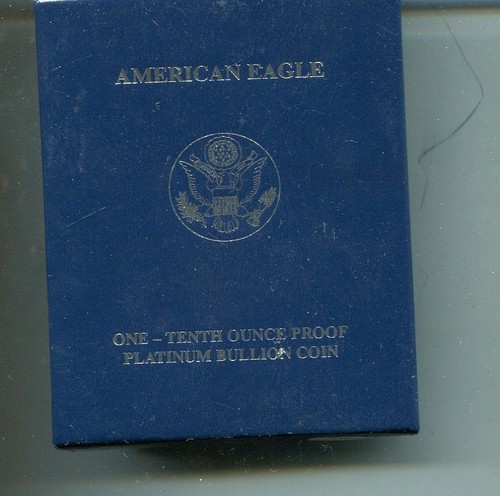 AMERICAN EAGLE
ONE – TENTH OUNCE PROOF
PLATINUM BULLION COIN